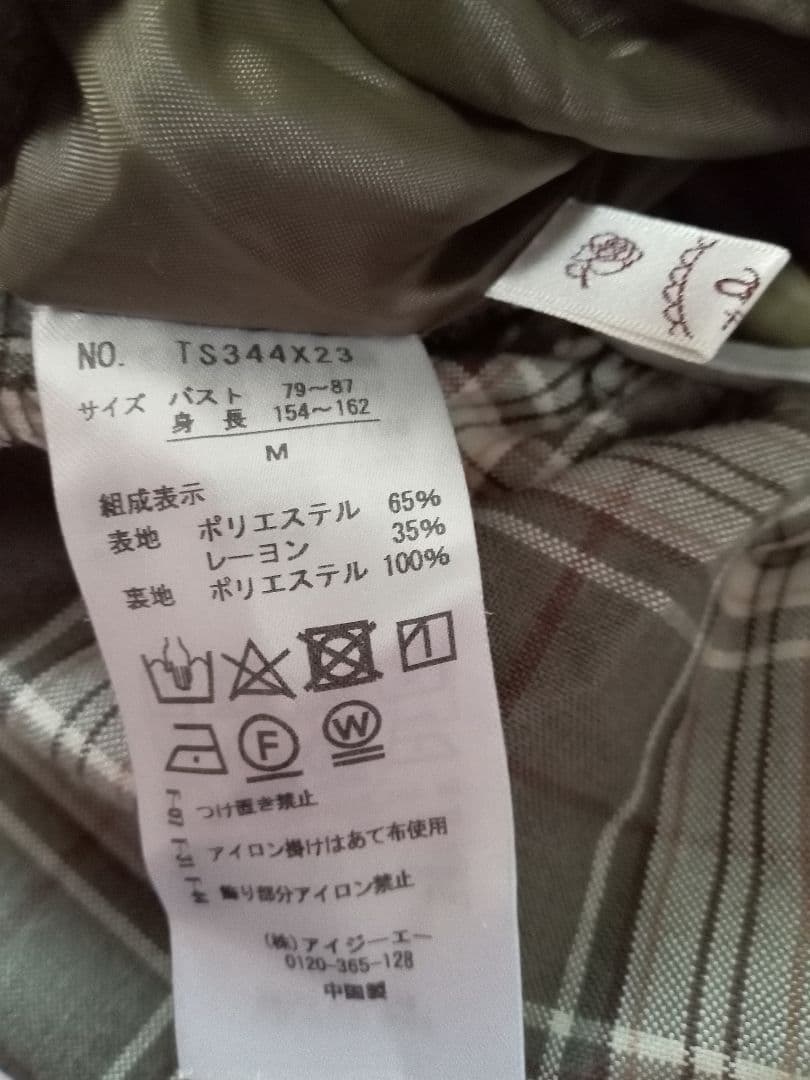 NO. TS344X23
サイズ バスト 79〜87
身長 154〜162
M
組成表示
表地 ポリエステル 65%
レーヨン 35%
裏地 ポリエステル 100%
F
W
つけ置き禁止
アイロン掛けはあて布使用
飾り部分アイロン禁止
(株)アイジーエー
0120-365-128
中国製